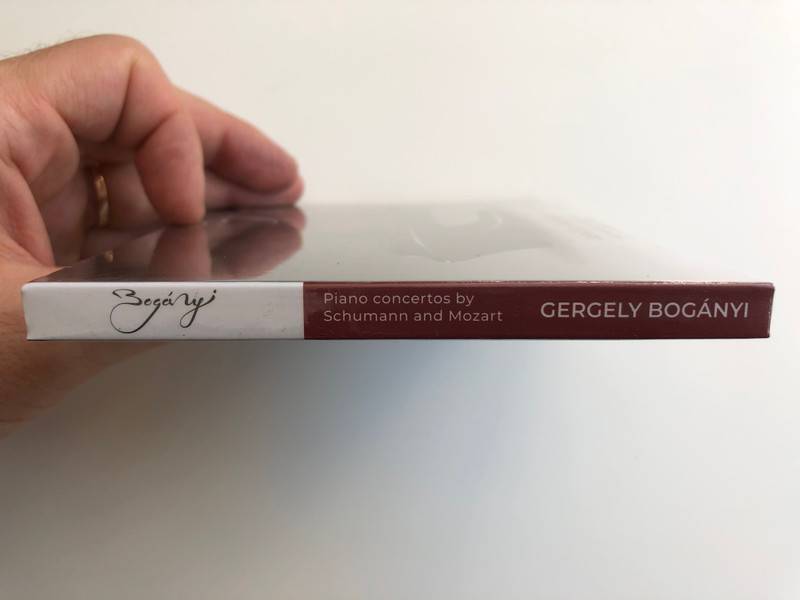 Bogányi
Piano concertos by
Schumann and Mozart
GERGELY BOGÁNYI